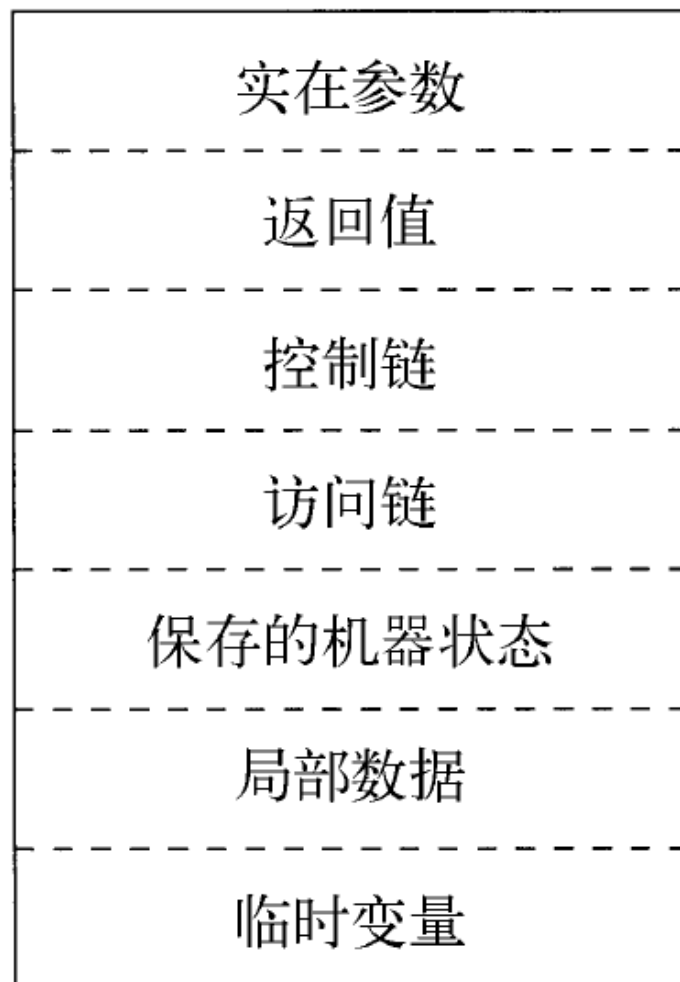 实在参数
返回值
控制链
访问链
保存的机器状态
局部数据
临时变量